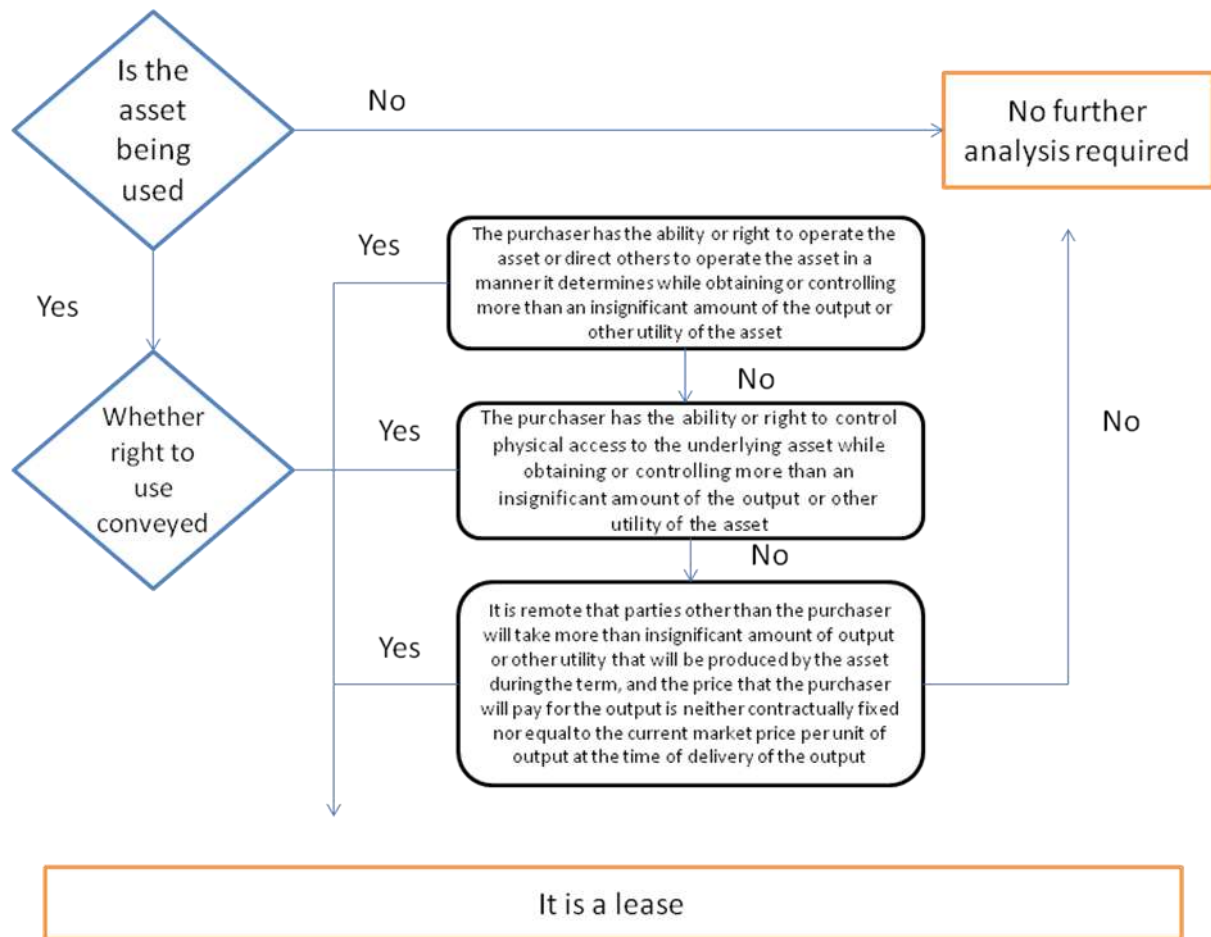 Is the
asset
being
used
No
No further
analysis required
Yes
Yes
The purchaser has the ability or right to operate the
asset or direct others to operate the asset in a
manner it determines while obtaining or controlling
more than an insignificant amount of the output or
other utility of the asset
No
Whether
right to
use
conveyed
Yes
The purchaser has the ability or right to control
physical access to the underlying asset while
obtaining or controlling more than an
insignificant amount of the output or other
utility of the asset
No
No
Yes
It is remote that parties other than the purchaser
will take more than insignificant amount of output
or other utility that will be produced by the asset
during the term, and the price that the purchaser
will pay for the output is neither contractually fixed
nor equal to the current market price per unit of
output at the time of delivery of the output
It is a lease